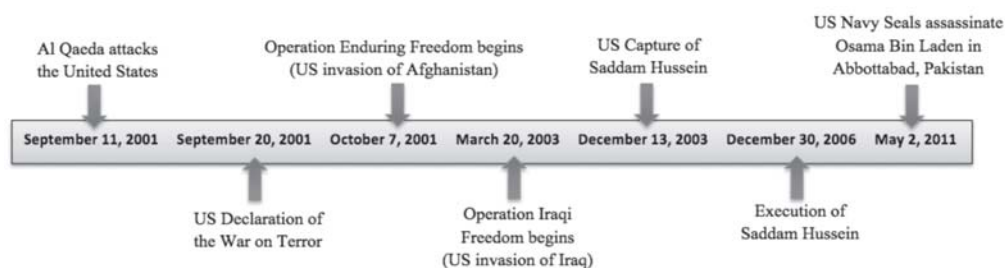 Al Qaeda attacks
the United States
Operation Enduring Freedom begins
(US invasion of Afghanistan)
US Capture of
Saddam Hussein
US Navy Seals assassinate
Osama Bin Laden in
Abbottabad, Pakistan
September 11, 2001 September 20, 2001 October 7, 2001 March 20, 2003 December 13, 2003 December 30, 2006 May 2, 2011
US Declaration of
the War on Terror
Operation Iraqi
Freedom begins
(US invasion of Iraq)
Execution of
Saddam Hussein